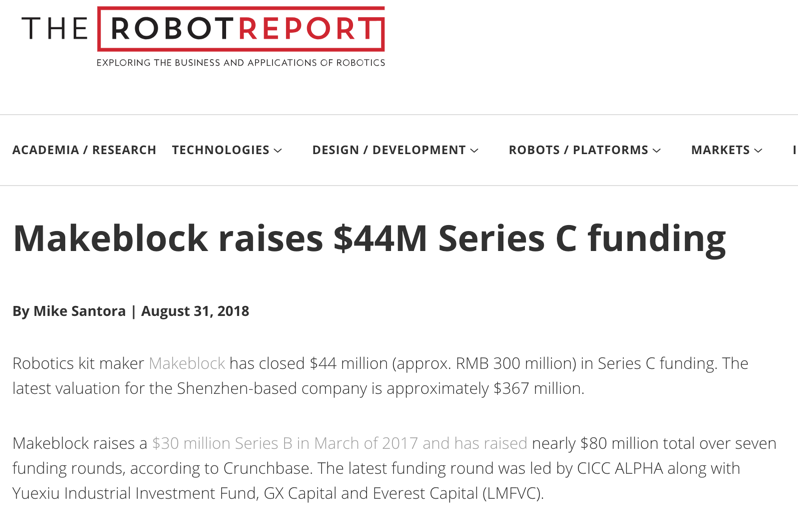 THE ROBOTREPORT
EXPLORING THE BUSINESS AND APPLICATIONS OF ROBOTICS
ACADEMIA / RESEARCH TECHNOLOGIES DESIGN / DEVELOPMENT ROBOTS / PLATFORMS MARKETS
Makeblock raises $44M Series C funding
By Mike Santora | August 31, 2018
Robotics kit maker Makeblock has closed $44 million (approx. RMB 300 million) in Series C funding. The
latest valuation for the Shenzhen-based company is approximately $367 million.
Makeblock raises a $30 million Series B in March of 2017 and has raised nearly $80 million total over seven
funding rounds, according to Crunchbase. The latest funding round was led by CICC ALPHA along with
Yuexiu Industrial Investment Fund, GX Capital and Everest Capital (LMFVC).